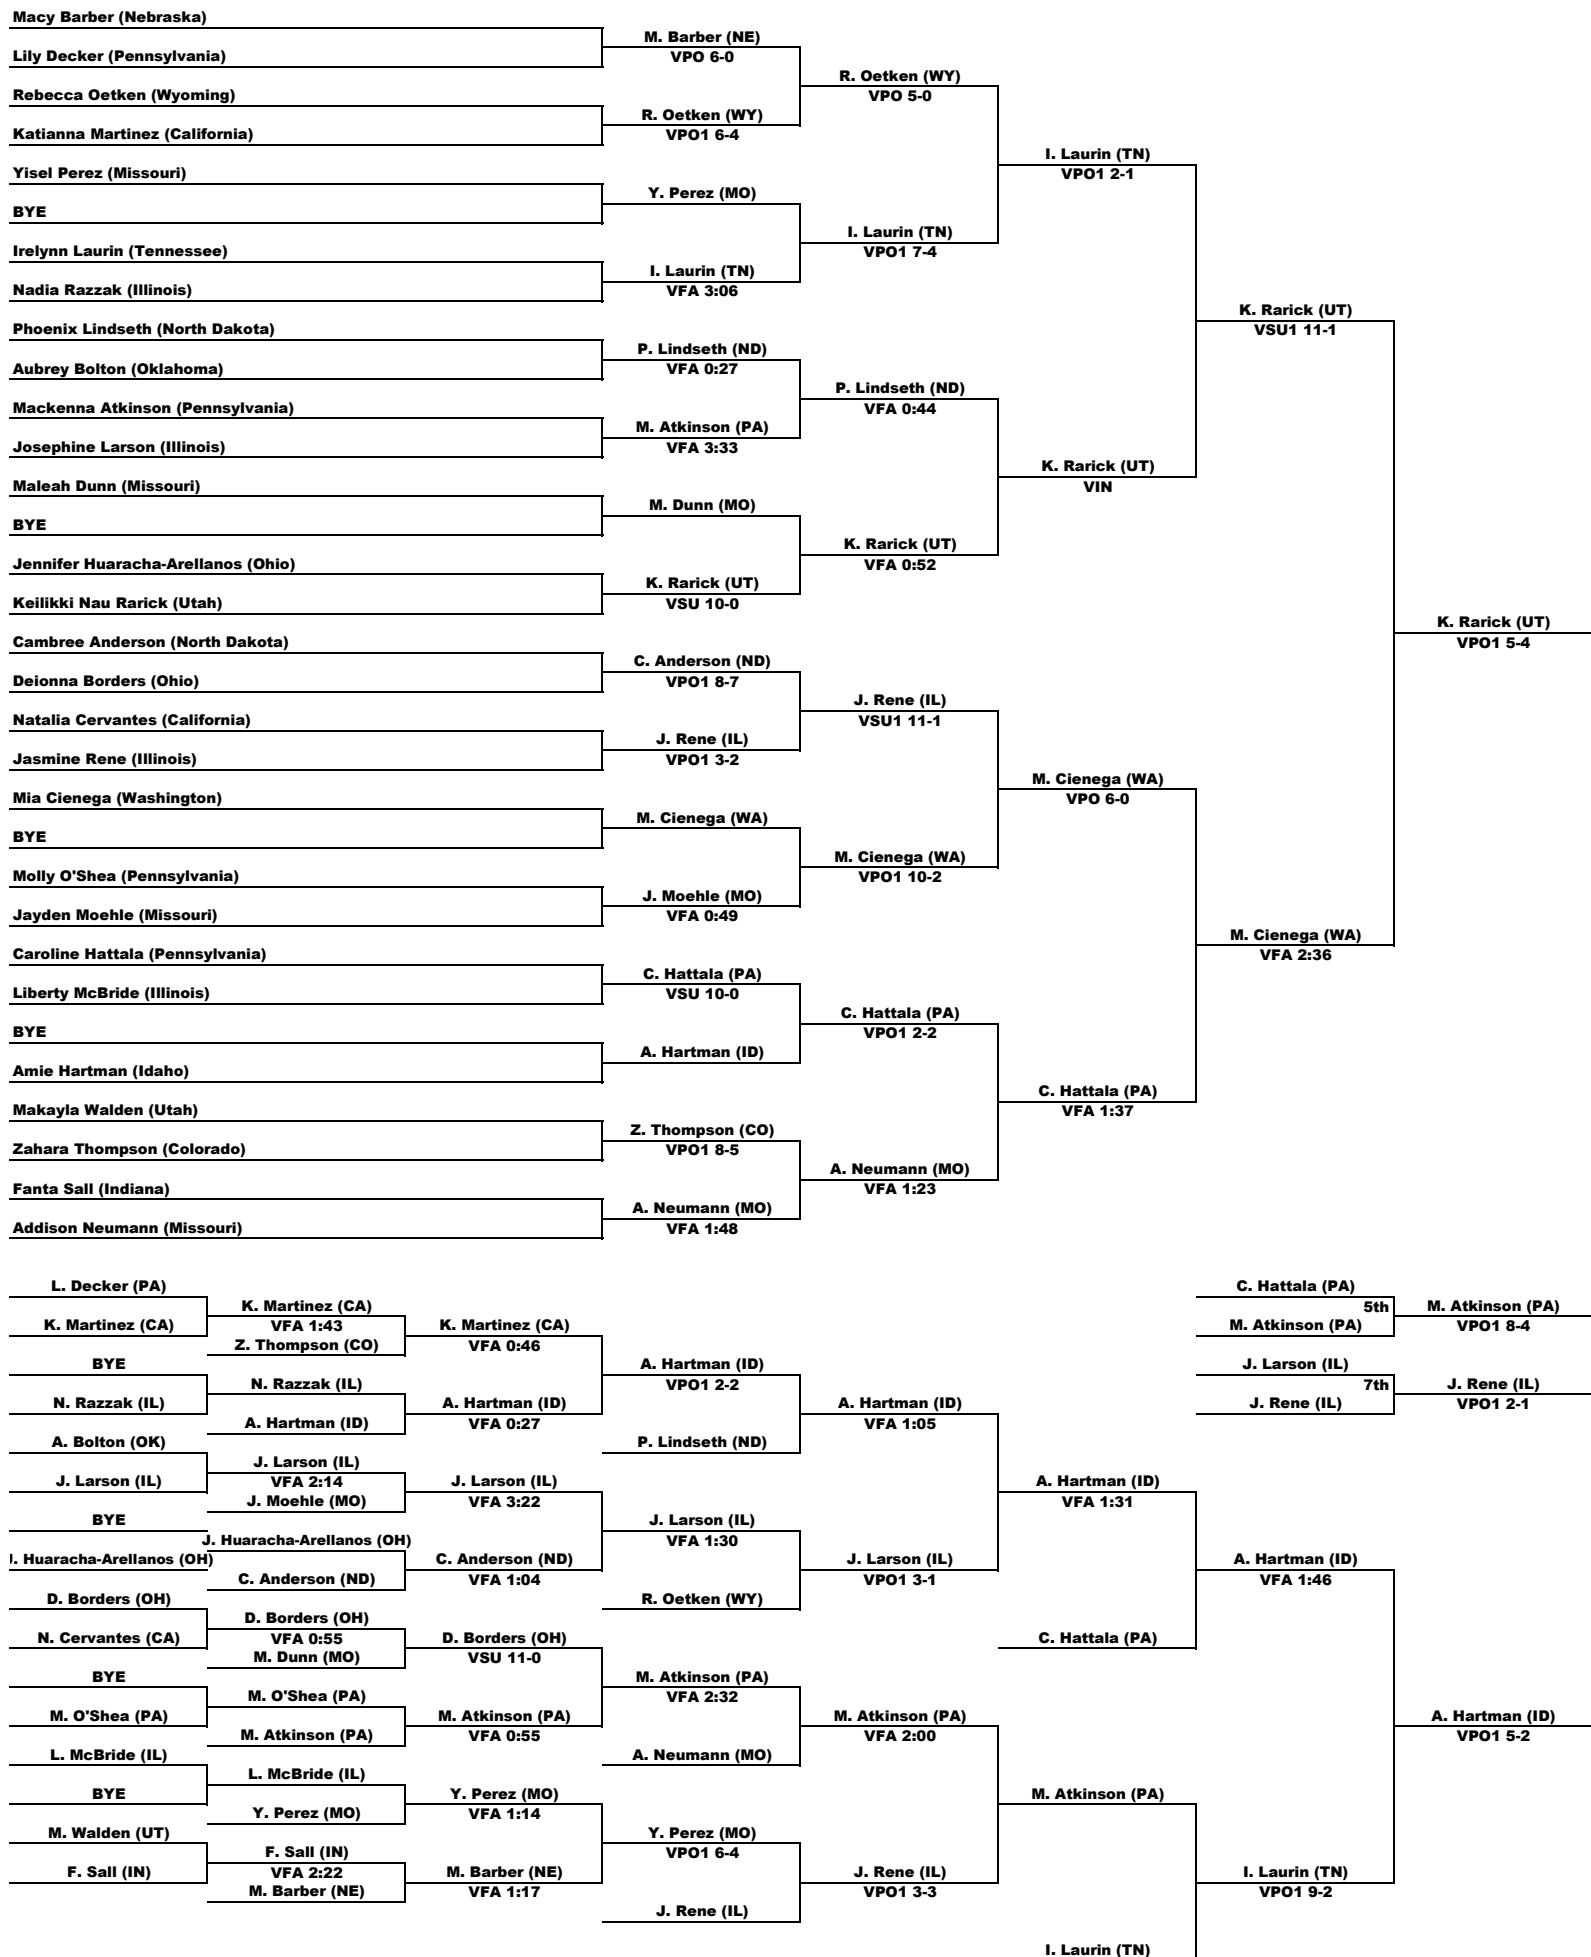 Macy Barber (Nebraska)
Lily Decker (Pennsylvania)
Rebecca Oetken (Wyoming)
Katianna Martinez (California)
Yisel Perez (Missouri)
BYE
Irelynn Laurin (Tennessee)
Nadia Razzak (Illinois)
Phoenix Lindseth (North Dakota)
Aubrey Bolton (Oklahoma)
Mackenna Atkinson (Pennsylvania)
Josephine Larson (Illinois)
Maleah Dunn (Missouri)
BYE
Jennifer Huaracha-Arellanos (Ohio)
Keilikki Nau Rarick (Utah)
Cambree Anderson (North Dakota)
Deionna Borders (Ohio)
Natalia Cervantes (California)
Jasmine Rene (Illinois)
Mia Cienega (Washington)
BYE
Molly O'Shea (Pennsylvania)
Jayden Moehle (Missouri)
Caroline Hattala (Pennsylvania)
Liberty McBride (Illinois)
BYE
Amie Hartman (Idaho)
Makayla Walden (Utah)
Zahara Thompson (Colorado)
Fanta Sall (Indiana)
Addison Neumann (Missouri)
M. Barber (NE)
VPO 6-0
R. Oetken (WY)
VPO1 6-4
Y. Perez (MO)
I. Laurin (TN)
VFA 3:06
P. Lindseth (ND)
VFA 0:27
M. Atkinson (PA)
VFA 3:33
M. Dunn (MO)
K. Rarick (UT)
VSU 10-0
C. Anderson (ND)
VPO1 8-7
J. Rene (IL)
VPO1 3-2
M. Cienega (WA)
J. Moehle (MO)
VFA 0:49
C. Hattala (PA)
VSU 10-0
A. Hartman (ID)
Z. Thompson (CO)
VPO1 8-5
A. Neumann (MO)
VFA 1:48
R. Oetken (WY)
VPO 5-0
I. Laurin (TN)
VPO1 7-4
P. Lindseth (ND)
VFA 0:44
K. Rarick (UT)
VFA 0:52
J. Rene (IL)
VSU1 11-1
M. Cienega (WA)
VPO1 10-2
C. Hattala (PA)
VPO1 2-2
A. Neumann (MO)
VFA 1:23
I. Laurin (TN)
VPO1 2-1
K. Rarick (UT)
VIN
M. Cienega (WA)
VPO 6-0
C. Hattala (PA)
VFA 1:37
K. Rarick (UT)
VSU1 11-1
M. Cienega (WA)
VFA 2:36
K. Rarick (UT)
VPO1 5-4
L. Decker (PA)
K. Martinez (CA)
BYE
N. Razzak (IL)
A. Bolton (OK)
J. Larson (IL)
BYE
J. Huaracha-Arellanos (OH)
D. Borders (OH)
N. Cervantes (CA)
BYE
M. O'Shea (PA)
L. McBride (IL)
BYE
M. Walden (UT)
F. Sall (IN)
K. Martinez (CA)
VFA 1:43
Z. Thompson (CO)
N. Razzak (IL)
A. Hartman (ID)
J. Larson (IL)
VFA 2:14
J. Moehle (MO)
J. Huaracha-Arellanos (OH)
C. Anderson (ND)
D. Borders (OH)
VFA 0:55
M. Dunn (MO)
M. O'Shea (PA)
M. Atkinson (PA)
L. McBride (IL)
Y. Perez (MO)
F. Sall (IN)
VFA 2:22
M. Barber (NE)
K. Martinez (CA)
VFA 0:46
A. Hartman (ID)
VFA 0:27
J. Larson (IL)
VFA 3:22
C. Anderson (ND)
VFA 1:04
D. Borders (OH)
VSU 11-0
M. Atkinson (PA)
VFA 0:55
Y. Perez (MO)
VFA 1:14
M. Barber (NE)
VFA 1:17
A. Hartman (ID)
VPO1 2-2
P. Lindseth (ND)
J. Larson (IL)
VFA 1:30
R. Oetken (WY)
M. Atkinson (PA)
VFA 2:32
A. Neumann (MO)
Y. Perez (MO)
VPO1 6-4
J. Rene (IL)
A. Hartman (ID)
VFA 1:05
J. Larson (IL)
VPO1 3-1
M. Atkinson (PA)
VFA 2:00
J. Rene (IL)
VPO1 3-3
A. Hartman (ID)
VFA 1:31
C. Hattala (PA)
M. Atkinson (PA)
I. Laurin (TN)
A. Hartman (ID)
VFA 1:46
I. Laurin (TN)
VPO1 9-2
A. Hartman (ID)
VPO1 5-2
C. Hattala (PA)
5th
M. Atkinson (PA)
M. Atkinson (PA)
VPO1 8-4
J. Larson (IL)
7th
J. Rene (IL)
J. Rene (IL)
VPO1 2-1